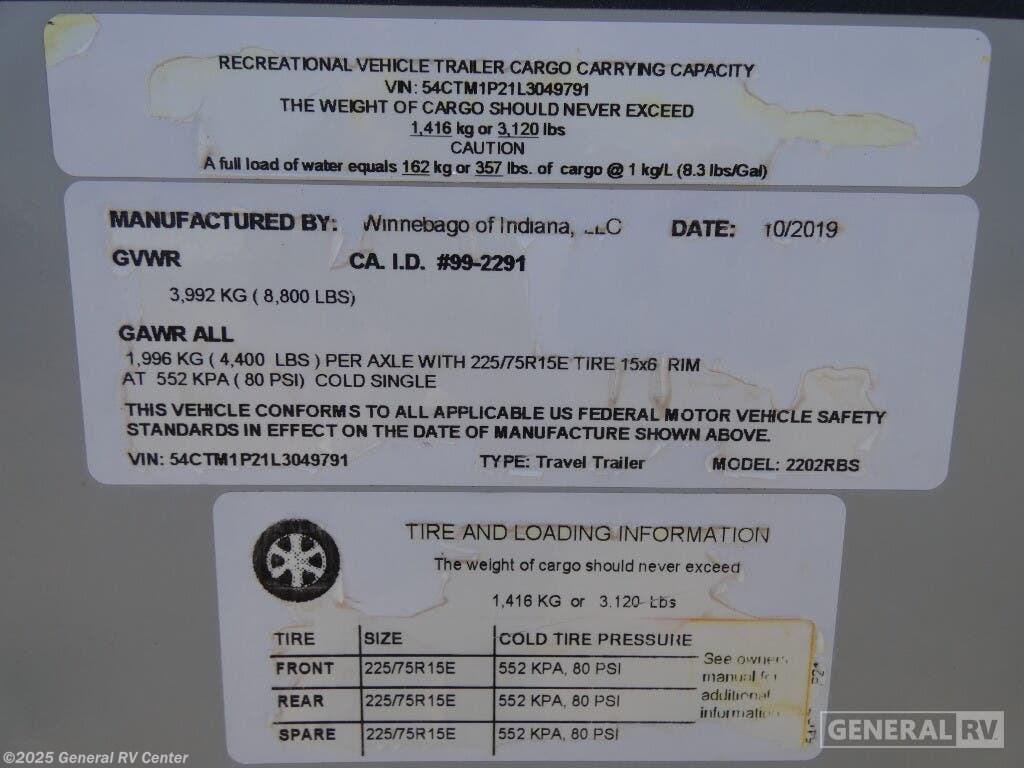 RECREATIONAL VEHICLE TRAILER CARGO CARRYING CAPACITY
VIN: 54CTM1P21L3049791
THE WEIGHT OF CARGO SHOULD NEVER EXCEED
1,416 kg or 3,120 lbs
CAUTION
A full load of water equals 162 kg or 357 lbs. of cargo @ 1 kg/L (8.3 lbs/Gal)
MANUFACTURED BY: Winnebago of Indiana, LLC DATE: 10/2019
GVWR CA. I.D. #99-2291
3,992 KG ( 8,800 LBS)
GAWR ALL
1,996 KG ( 4,400 LBS ) PER AXLE WITH 225/75R15E TIRE 15x6 RIM
AT 552 KPA ( 80 PSI) COLD SINGLE
THIS VEHICLE CONFORMS TO ALL APPLICABLE US FEDERAL MOTOR VEHICLE SAFETY
STANDARDS IN EFFECT ON THE DATE OF MANUFACTURE SHOWN ABOVE.
VIN: 54CTM1P21L3049791 TYPE: Travel Trailer MODEL: 2202RBS
TIRE AND LOADING INFORMATION
The weight of cargo should never exceed
1,416 KG or 3.120 Lbs
TIRE SIZE COLD TIRE PRESSURE
FRONT 225/75R15E 552 KPA, 80 PSI
REAR 225/75R15E 552 KPA, 80 PSI
SPARE 225/75R15E 552 KPA, 80 PSI
See owners
manual for
additional
information
GENERAL RV
©2025 General RV Center